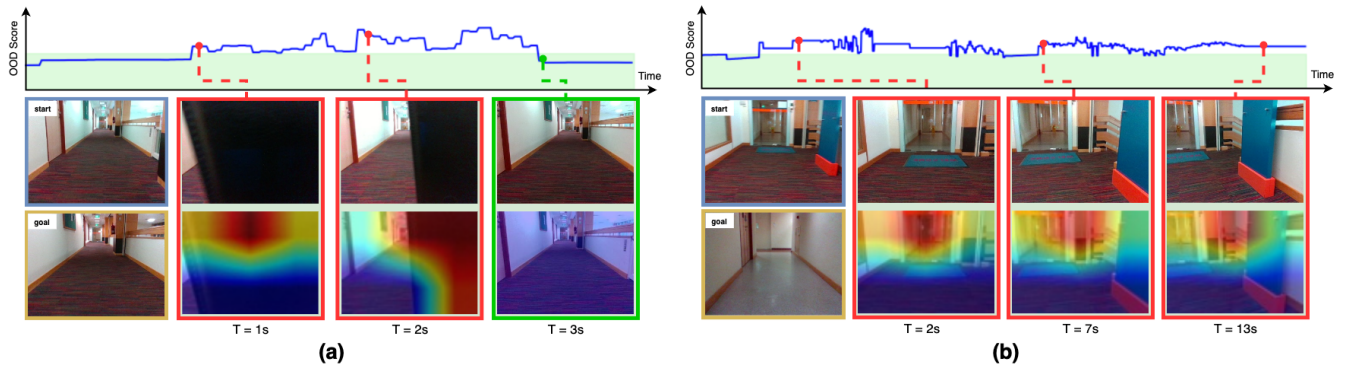 OOD Score
Time
start
goal
T = 1s
T = 2s
T = 3s
(a)
OOD Score
Time
start
goal
T = 2s
T = 7s
T = 13s
(b)